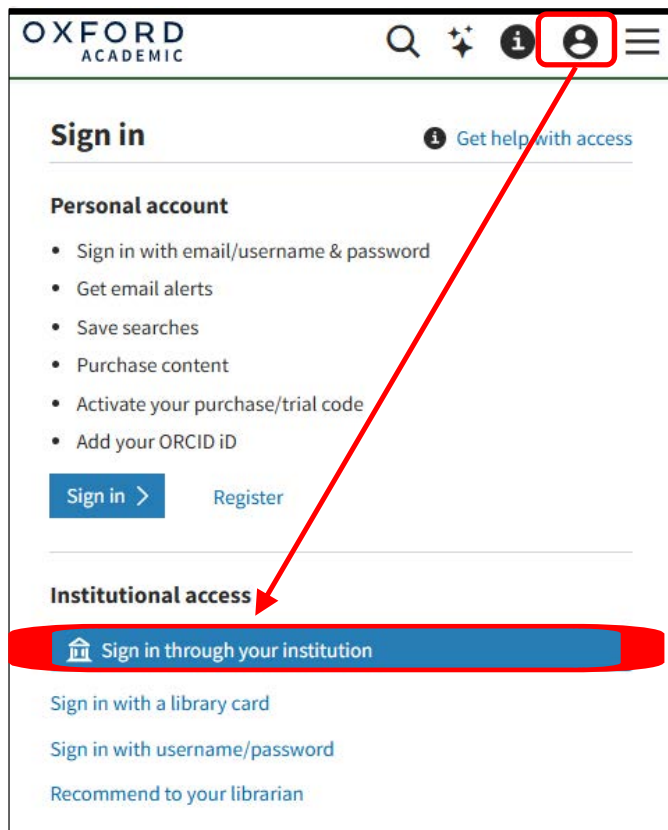 OXFORD
ACADEMIC
Sign in
Get help with access
Personal account
• Sign in with email/username & password
• Get email alerts
• Save searches
• Purchase content
• Activate your purchase/trial code
• Add your ORCID iD
Sign in >
Register
Institutional access
Sign in through your institution
Sign in with a library card
Sign in with username/password
Recommend to your librarian